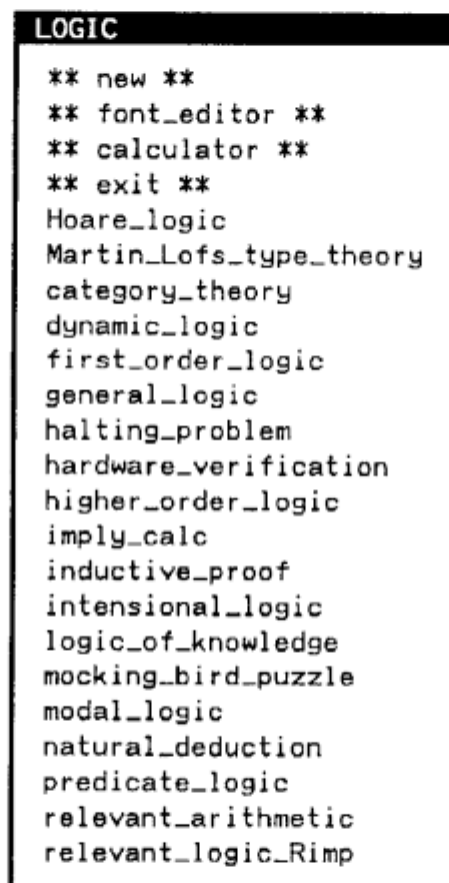 LOGIC
** new **
** font_editor **
** calculator **
** exit **
Hoare_logic
Martin_Lofs_type_theory
category_theory
dynamic_logic
first_order_logic
general_logic
halting_problem
hardware_verification
higher_order_logic
imply_calc
inductive_proof
intensional_logic
logic_of_knowledge
mocking_bird_puzzle
modal_logic
natural_deduction
predicate_logic
relevant_arithmetic
relevant_logic_Rimp